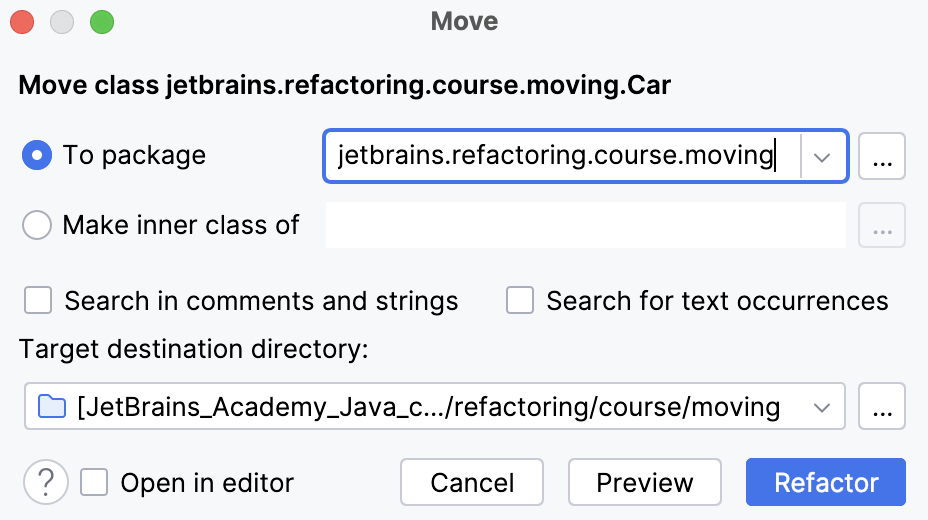 Move
Move class jetbrains.refactoring.course.moving.Car
To package jetbrains.refactoring.course.moving ...
Make inner class of ...
Search in comments and strings Search for text occurrences
Target destination directory:
[JetBrains_Academy_Java_c.../refactoring/course/moving ...
? Open in editor Cancel Preview Refactor